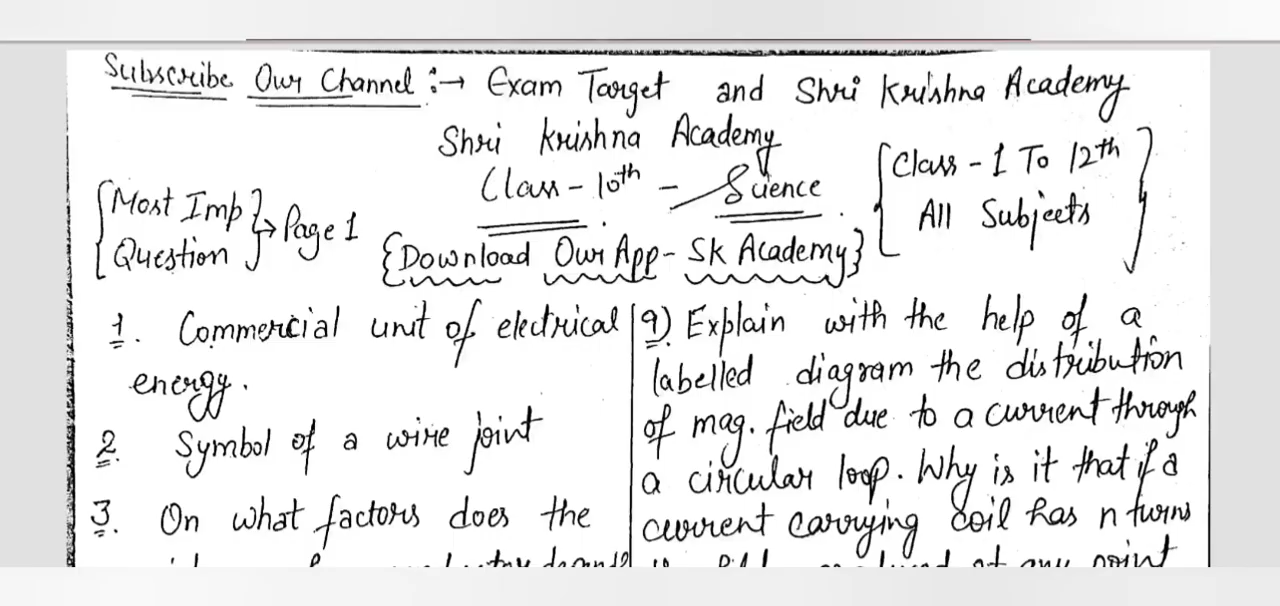 Subscribe Our Channel :→ Exam Target and Shri Krishna Academy
Shri Krishna Academy
Class - 10th - Science
{Most Imp
Question} → Page 1
{Class - 1 To 12th
All Subjects}
{Download Our App - SK Academy}
1. Commercial unit of electrical
energy.
2. Symbol of a wire joint
3. On what factors does the
9) Explain with the help of a
labelled diagram the distribution
of mag. field due to a current through
a circular loop. Why is it that if a
current carrying coil has n turns
at any point